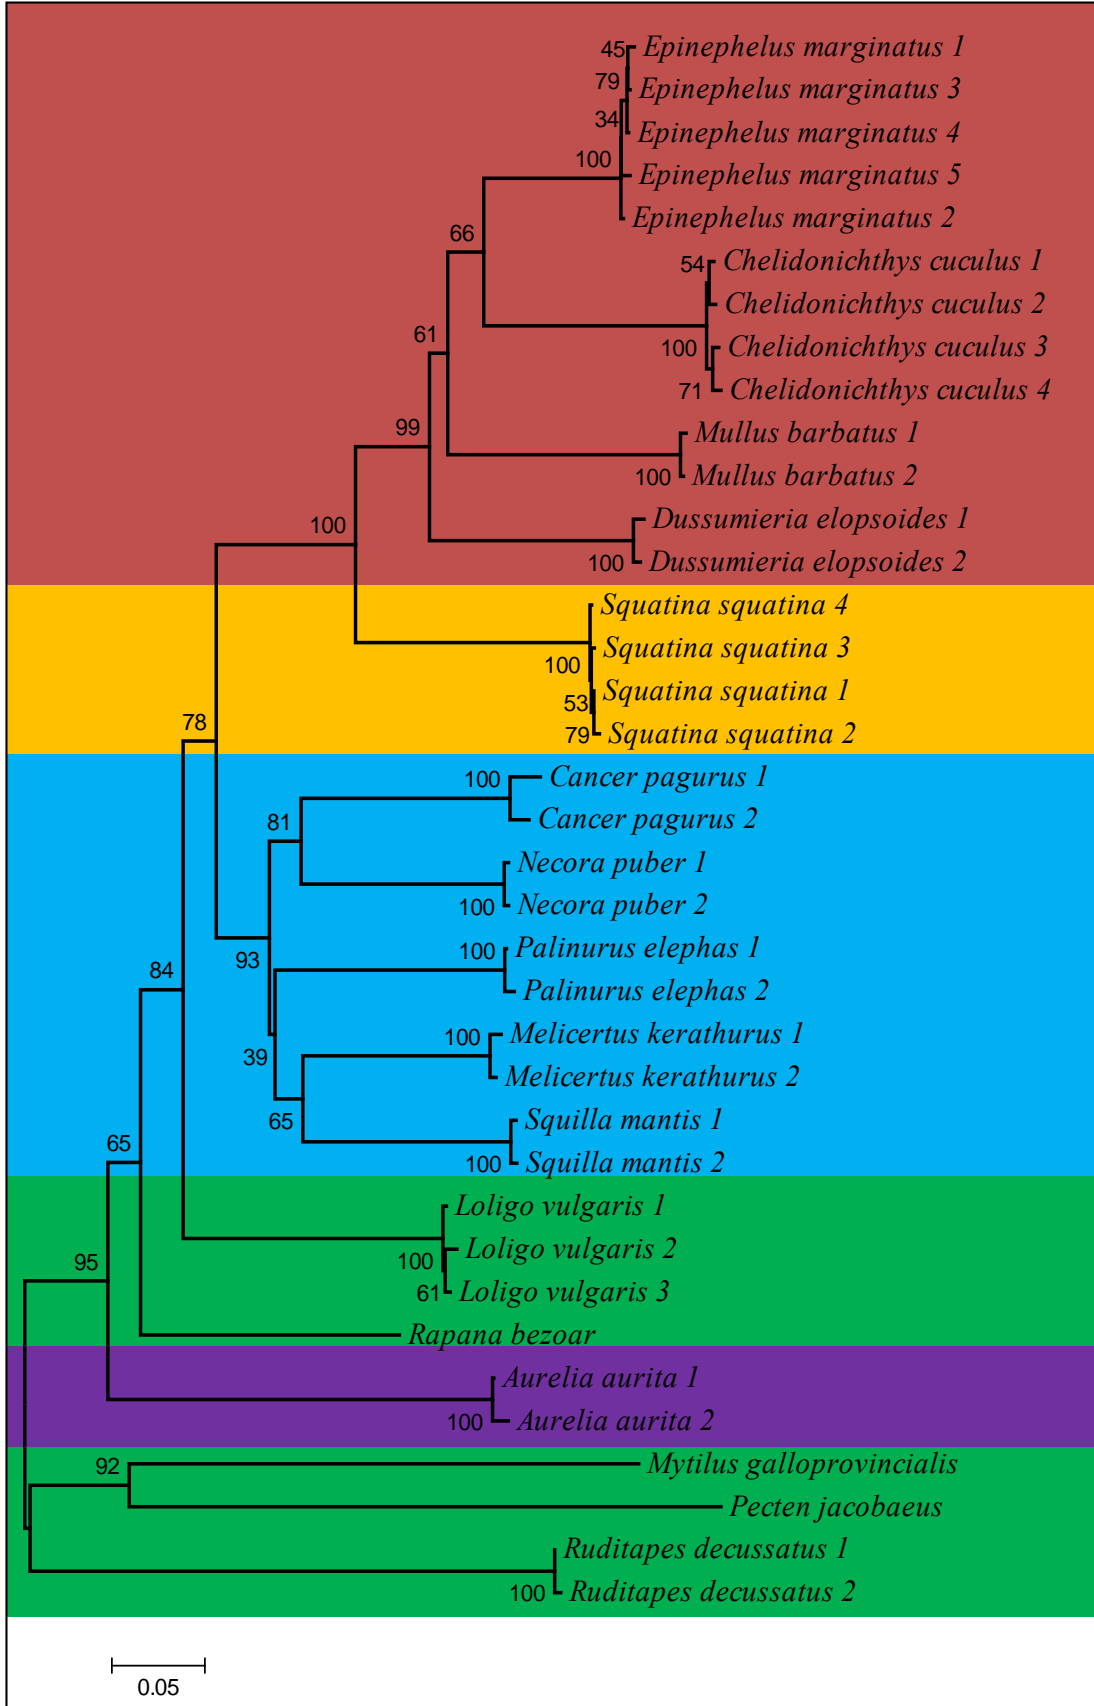 45
Epinephelus marginatus 1
79
Epinephelus marginatus 3
34
Epinephelus marginatus 4
100
Epinephelus marginatus 5
Epinephelus marginatus 2
66
54
Chelidonichthys cuculus 1
Chelidonichthys cuculus 2
61
100
Chelidonichthys cuculus 3
71
Chelidonichthys cuculus 4
99
Mullus barbatus 1
100
Mullus barbatus 2
100
Dussumieria elopsoides 1
100
Dussumieria elopsoides 2
Squatina squatina 4
100
Squatina squatina 3
53
Squatina squatina 1
78
79
Squatina squatina 2
100
Cancer pagurus 1
81
Cancer pagurus 2
Necora puber 1
100
Necora puber 2
93
100
Palinurus elephas 1
84
Palinurus elephas 2
39
100
Melicertus kerathurus 1
Melicertus kerathurus 2
65
Squilla mantis 1
65
100
Squilla mantis 2
Loligo vulgaris 1
95
100
Loligo vulgaris 2
61
Loligo vulgaris 3
Rapana bezoar
Aurelia aurita 1
100
Aurelia aurita 2
92
Mytilus galloprovincialis
Pecten jacobaeus
Ruditapes decussatus 1
100
Ruditapes decussatus 2
0.05